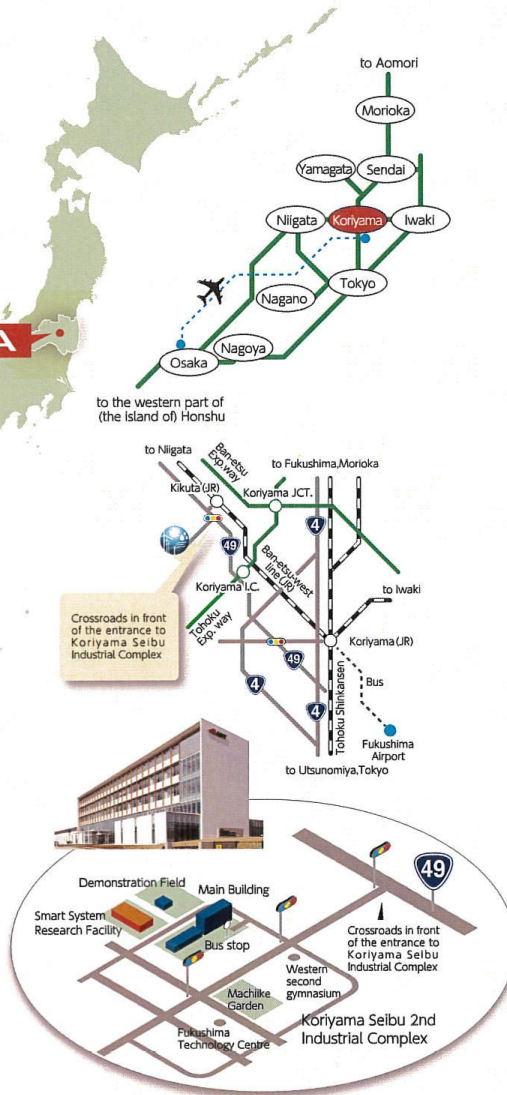 to Aomori
Morioka
Yamagata
Sendai
Niigata
Koriyama
Iwaki
Nagano
Tokyo
A
Osaka
Nagoya
to the western part of
(the island of) Honshu
to Niigata
Ban-etsu
Exp.way
to Fukushima,Morioka
Kikuta (JR)
Koriyama JCT.
4
49
Ban-etsu-west
line (JR)
Koriyama I.C.
to Iwaki
Tohoku
Exp. way
Crossroads in front
of the entrance to
Koriyama Seibu
Industrial Complex
Koriyama (JR)
49
4
4
Bus
Tohoku Shinkansen
Fukushima
Airport
to Utsunomiya,Tokyo
49
Demonstration Field
Main Building
Smart System
Research Facility
Bus stop
Crossroads in front
of the entrance to
Koriyama Seibu
Industrial Complex
Western
second
gymnasium
Machiike
Garden
Koriyama Seibu 2nd
Industrial Complex
Fukushima
Technology Centre